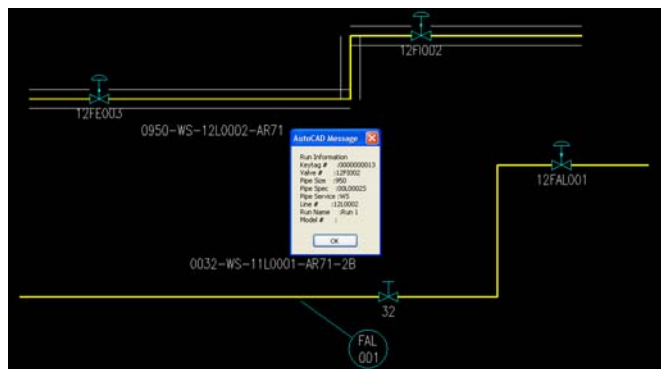 12FI002
12FE003
0950-WS-12L0002-AR71
AutoCAD Message
Run Information
Keytag # :0000000013
Valve # :12FI002
Pipe Size :950
Pipe Spec :00L00025
Pipe Service :WS
Line # :12L0002
Run Name :Run 1
Model # :
OK
12FAL001
0032-WS-11L0001-AR71-2B
32
FAL
001